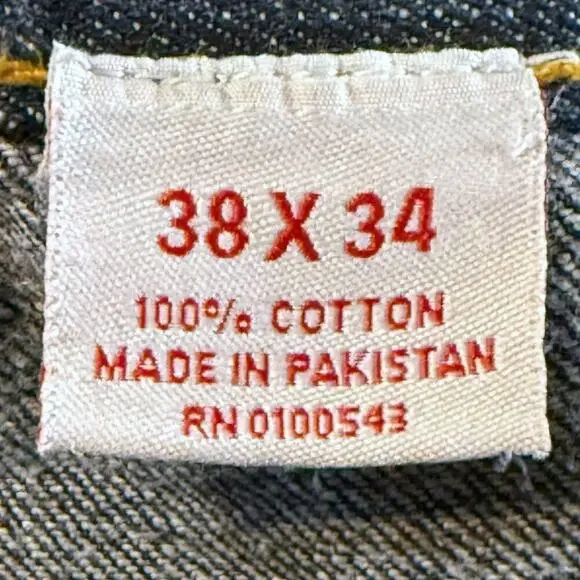 38 X 34
100% COTTON
MADE IN PAKISTAN
RN 0100543